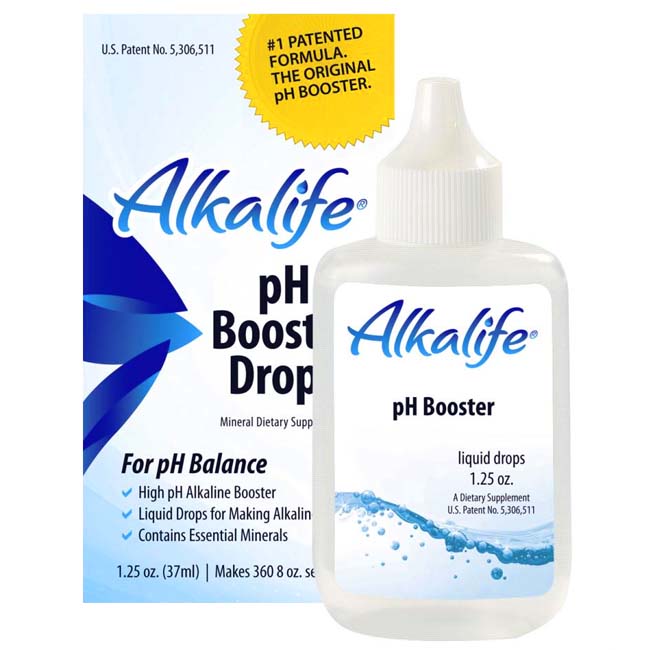 U.S. Patent No. 5,306,511
#1 PATENTED
FORMULA.
THE ORIGINAL
pH BOOSTER.
Alkalife®
pH
Boost
Drop
Mineral Dietary Supp
For pH Balance
High pH Alkaline Booster
Liquid Drops for Making Alkalin
Contains Essential Minerals
1.25 oz. (37ml) | Makes 360 8 oz. se
Alkalife®
pH Booster
liquid drops
1.25 oz.
A Dietary Supplement
U.S. Patent No. 5,306,511